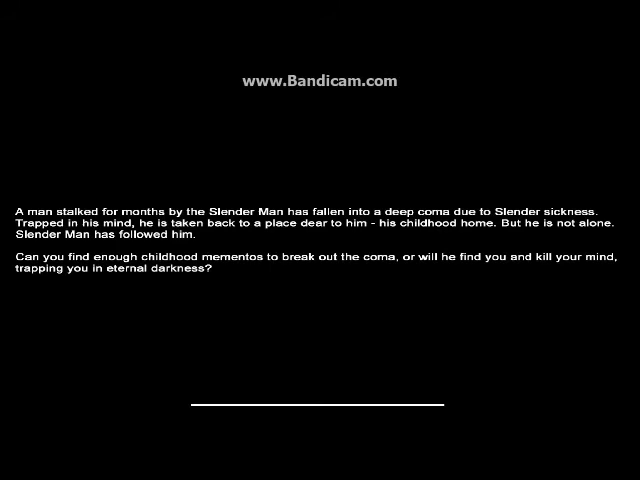 www.Bandicam.com
A man stalked for months by the Slender Man has fallen into a deep coma due to Slender sickness.
Trapped in his mind, he is taken back to a place dear to him - his childhood home. But he is not alone.
Slender Man has followed him.
Can you find enough childhood mementos to break out the coma, or will he find you and kill your mind,
trapping you in eternal darkness?